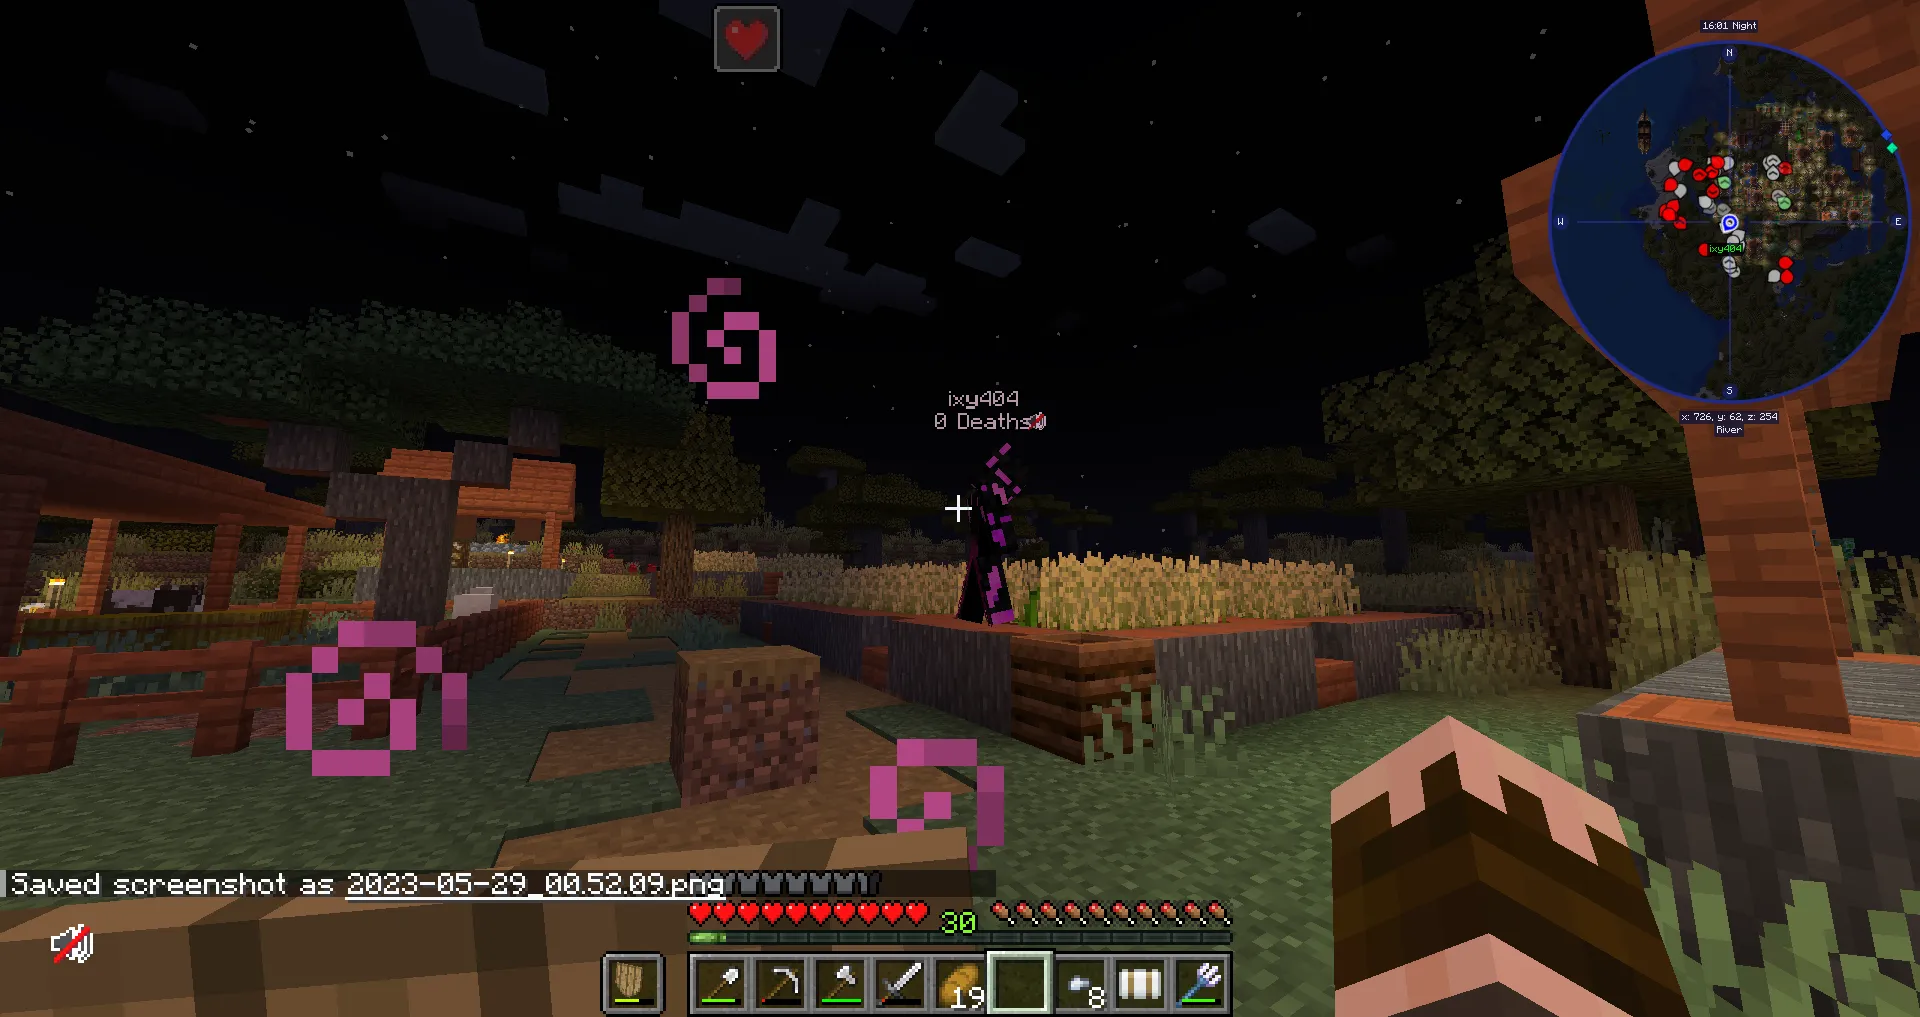 16:01 Night
N
W
E
ixy404
S
x: 726, y: 62, z: 254
River
ixy404
0 Deaths
Saved screenshot as 2023-05-29_00.52.09.png
30
19
8